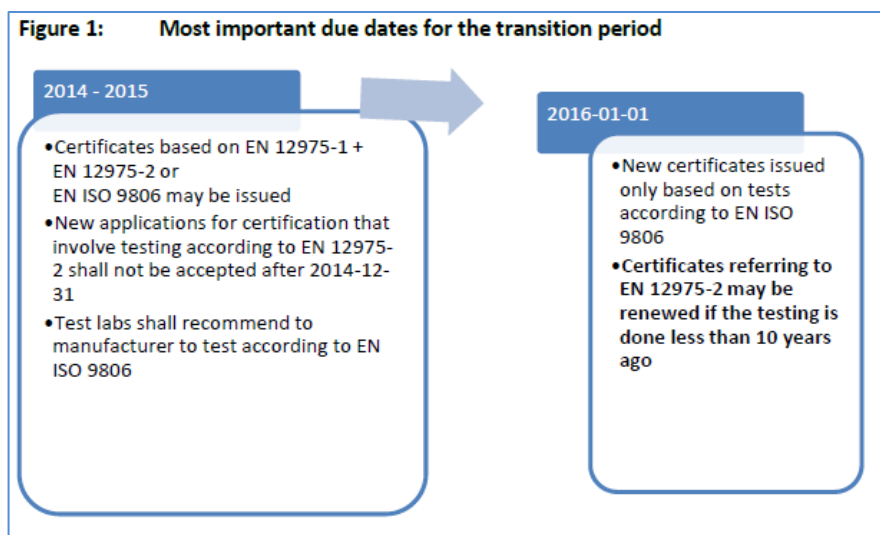 Figure 1: Most important due dates for the transition period
2014 - 2015
•Certificates based on EN 12975-1 +
EN 12975-2 or
EN ISO 9806 may be issued
•New applications for certification that
involve testing according to EN 12975-
2 shall not be accepted after 2014-12-
31
•Test labs shall recommend to
manufacturer to test according to EN
ISO 9806
2016-01-01
•New certificates issued
only based on tests
according to EN ISO
9806
•Certificates referring to
EN 12975-2 may be
renewed if the testing is
done less than 10 years
ago